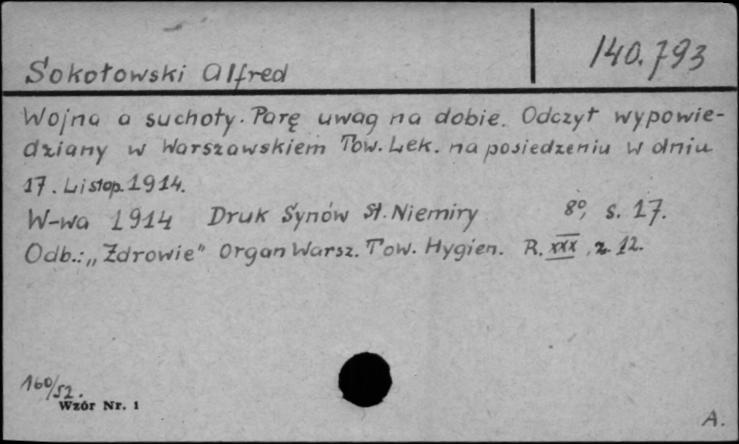 Sokołowski Alfred
140.793
Wojna a suchoty. Parę uwag na dobie. Odczyt wypowie-
dziany w Warszawskiem Tow. Lek. na posiedzeniu w dniu
17. Listop. 1914.
W-wa 1914 Druk Synów St. Niemiry 8º, s. 17.
Odb.: „Zdrowie" Organ Warsz. Tow. Hygien. R. XXX, z. 12.
160/52.
Wzór Nr. 1
A.